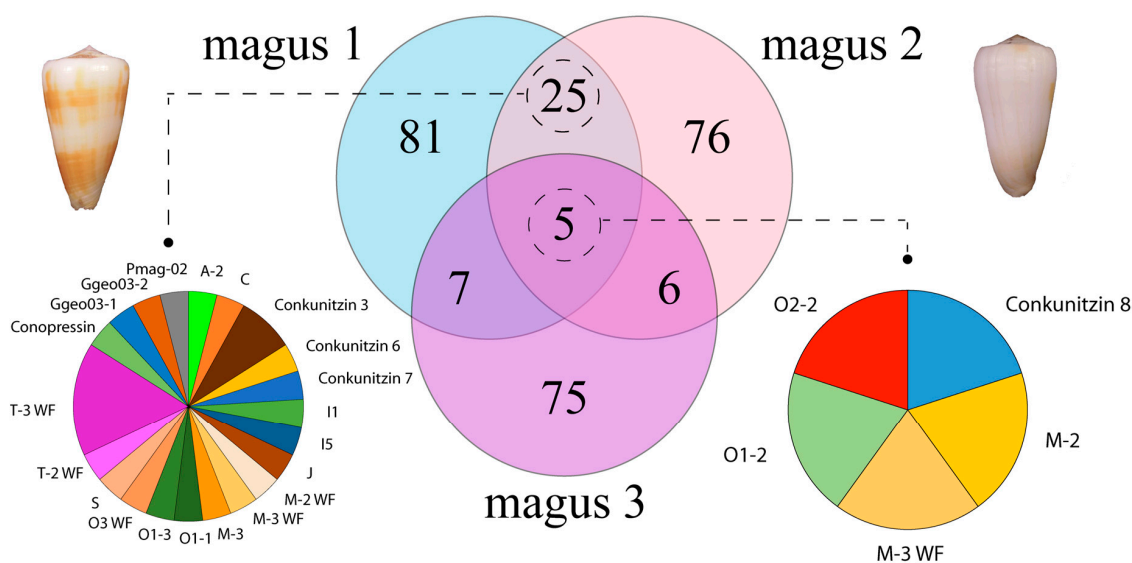 magus 1
magus 2
magus 3
81
25
76
5
7
6
75
Pmag-02
A-2
C
Conkunitzin 3
Conkunitzin 6
Conkunitzin 7
I1
I5
J
M-2 WF
M-3 WF
M-3
O1-1
O1-3
O3 WF
S
T-2 WF
T-3 WF
Conopressin
Ggeo03-1
Ggeo03-2
O2-2
Conkunitzin 8
M-2
M-3 WF
O1-2